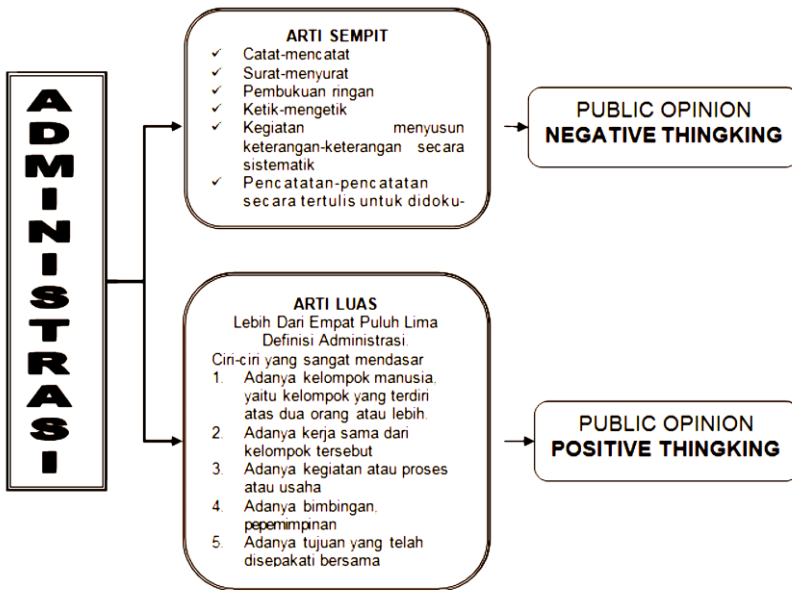 ADMINISTRASI
ARTI SEMPIT
✓ Catat-mencatat
✓ Surat-menyurat
✓ Pembukuan ringan
✓ Ketik-mengetik
✓ Kegiatan menyusun
keterangan-keterangan secara
sistematik
✓ Pencatatan-pencatatan
secara tertulis untuk didoku-
PUBLIC OPINION
NEGATIVE THINGKING
ARTI LUAS
Lebih Dari Empat Puluh Lima
Definisi Administrasi.
Ciri-ciri yang sangat mendasar
1. Adanya kelompok manusia,
yaitu kelompok yang terdiri
atas dua orang atau lebih.
2. Adanya kerja sama dari
kelompok tersebut
3. Adanya kegiatan atau proses
atau usaha
4. Adanya bimbingan,
pepemimpinan
5. Adanya tujuan yang telah
disepakati bersama
PUBLIC OPINION
POSITIVE THINGKING